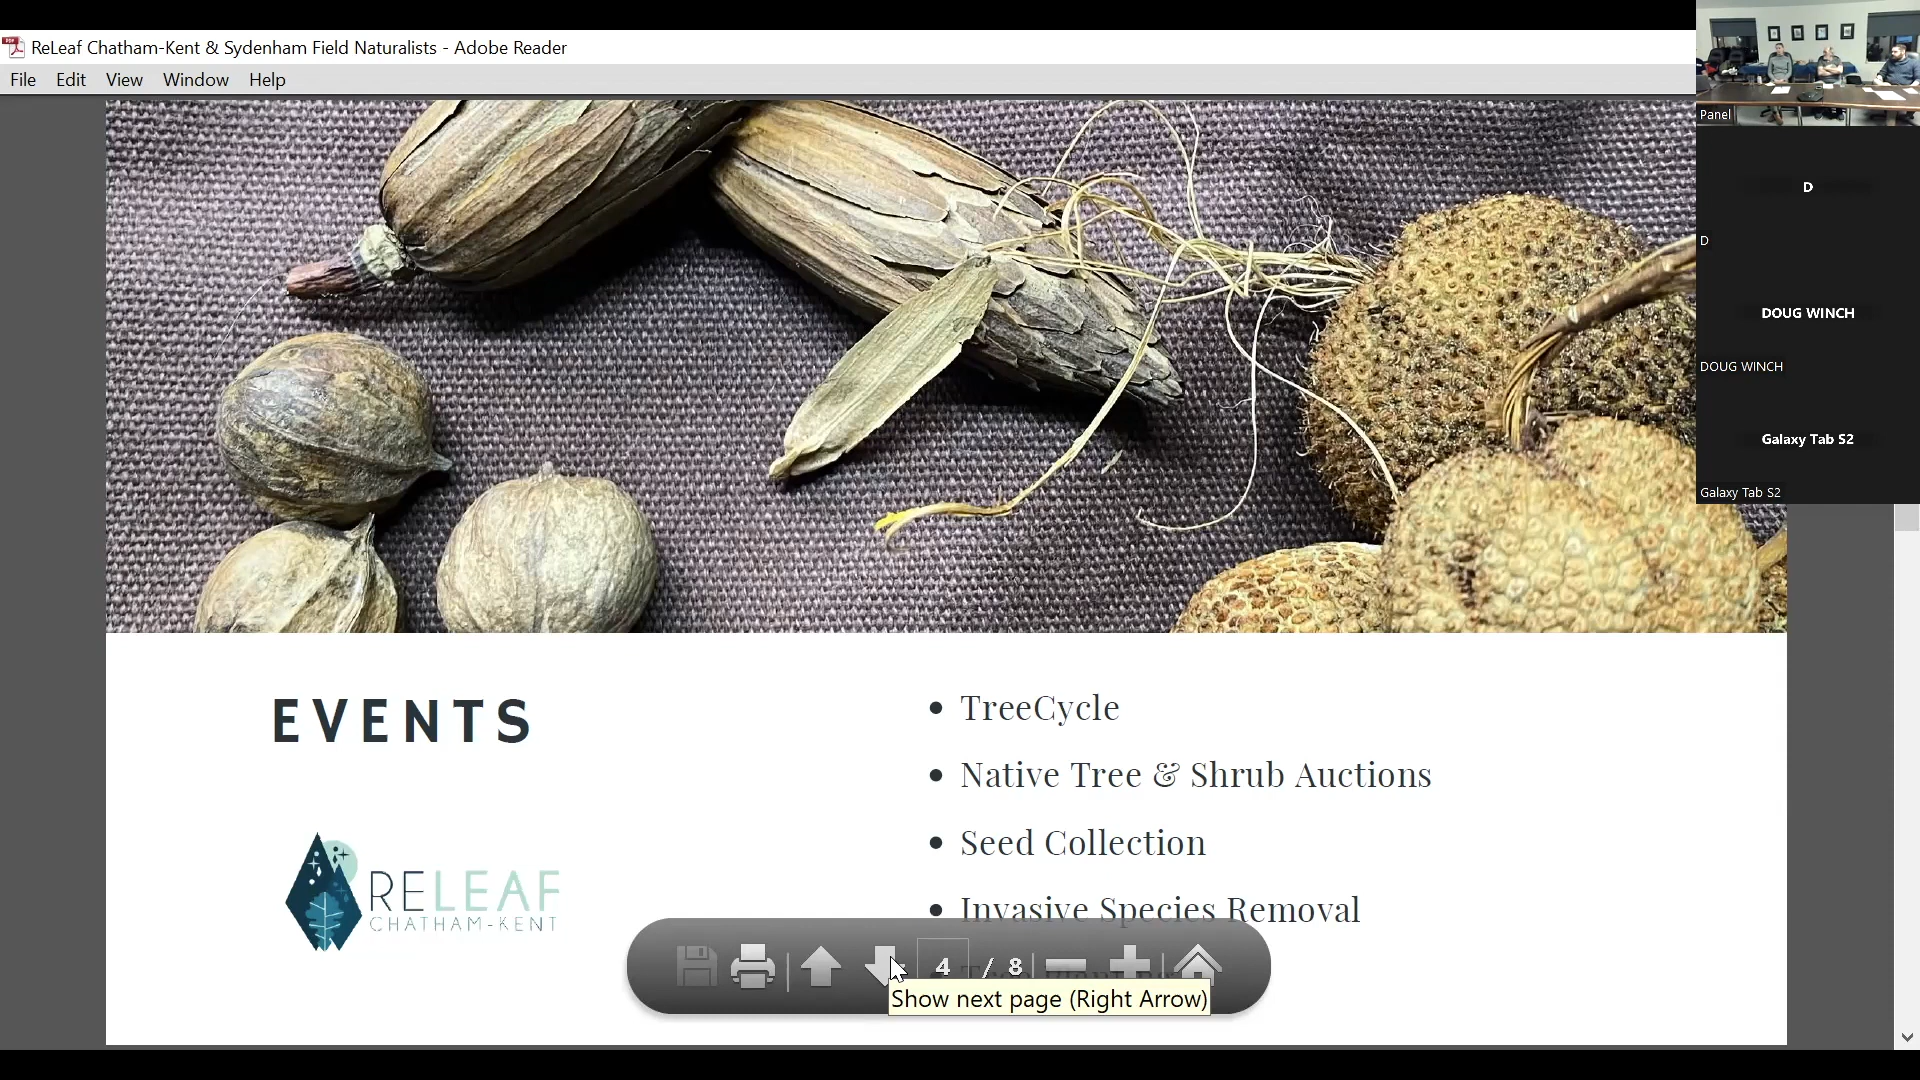 ReLeaf Chatham-Kent & Sydenham Field Naturalists - Adobe Reader
File Edit View Window Help
Panel
D
D
DOUG WINCH
DOUG WINCH
Galaxy Tab S2
Galaxy Tab S2
EVENTS
• TreeCycle
• Native Tree & Shrub Auctions
• Seed Collection
• Invasive Species Removal
RELEAF
CHATHAM-KENT
4 / 8
Show next page (Right Arrow)